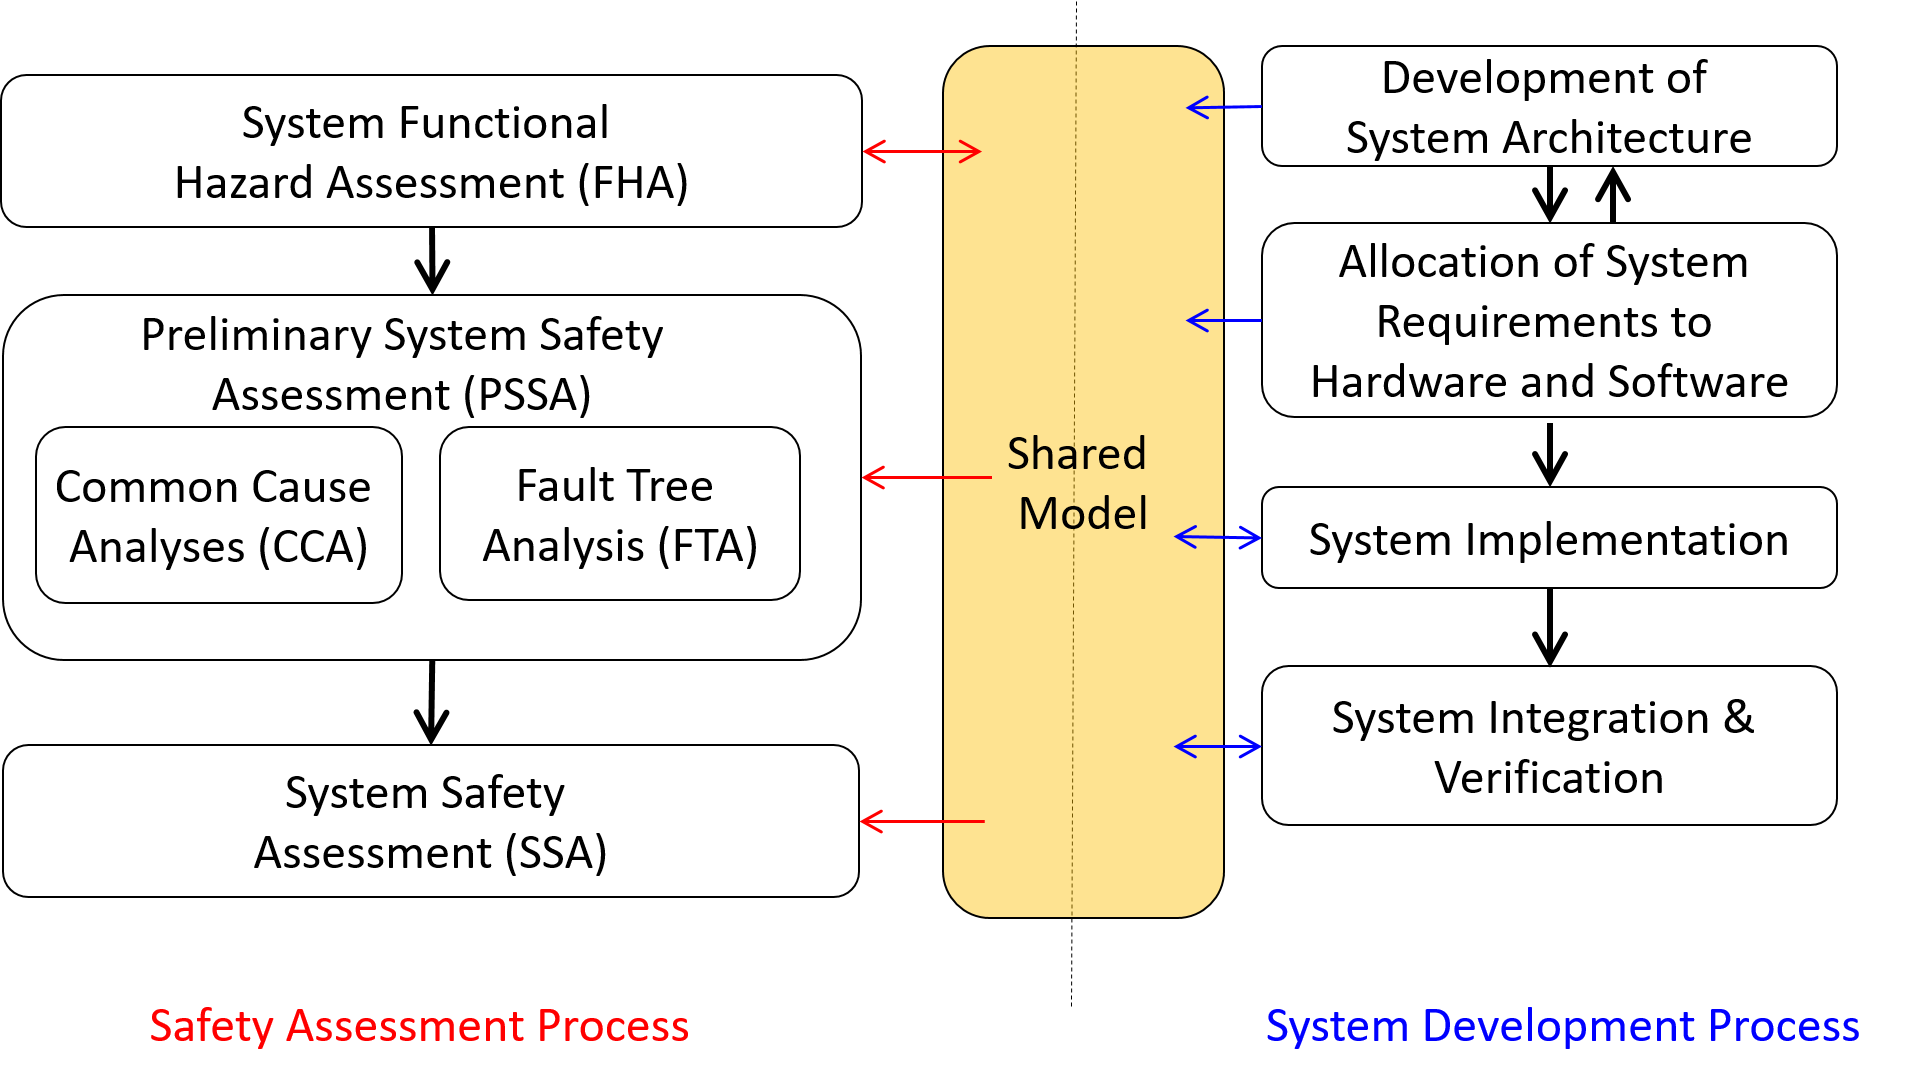 System Functional
Hazard Assessment (FHA)
Preliminary System Safety
Assessment (PSSA)
Common Cause
Analyses (CCA)
Fault Tree
Analysis (FTA)
System Safety
Assessment (SSA)
Safety Assessment Process
Shared
Model
Development of
System Architecture
Allocation of System
Requirements to
Hardware and Software
System Implementation
System Integration &
Verification
System Development Process